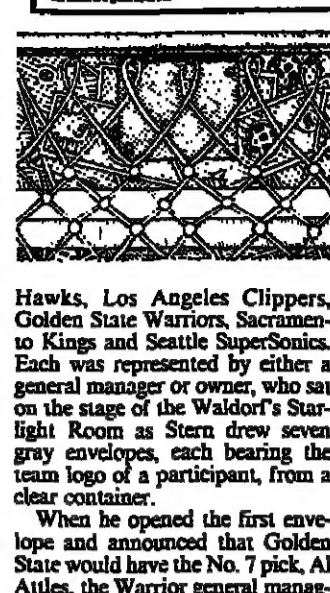 Hawks, Los Angeles Clippers,
Golden State Warriors, Sacramen-
to Kings and Seattle SuperSonics.
Each was represented by either a
general manager or owner, who sat
on the stage of the Waldorf's Star-
light Room as Stern drew seven
gray envelopes, each bearing the
team logo of a participant, from a
clear container.
When he opened the first enve-
lope and announced that Golden
State would have the No. 7 pick, Al
Attles, the Warrior general manag-